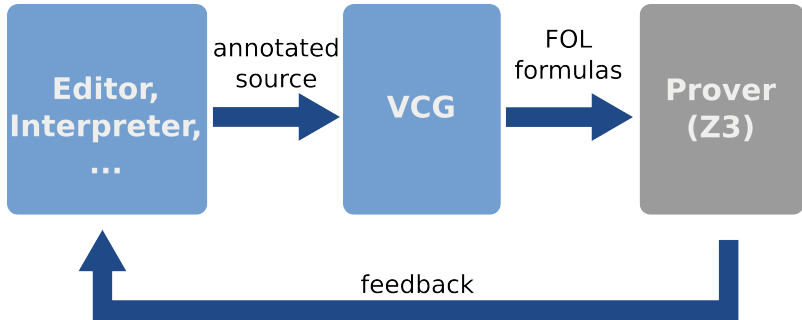 Editor,
Interpreter,
...
annotated
source
VCG
FOL
formulas
Prover
(Z3)
feedback